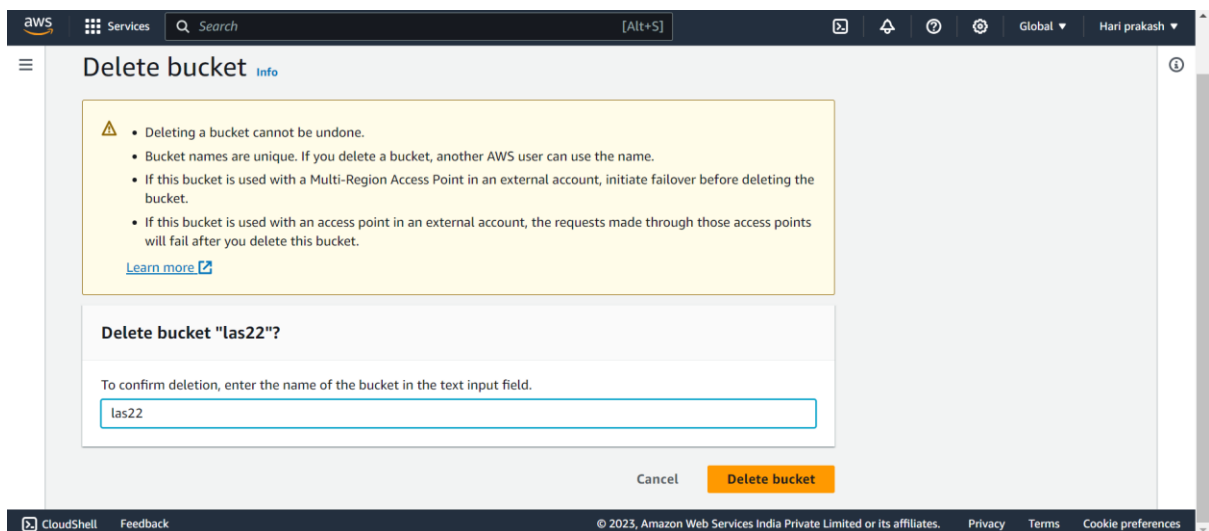 aws
Services
Search
[Alt+S]
Global
Hari prakash
Delete bucket Info
• Deleting a bucket cannot be undone.
• Bucket names are unique. If you delete a bucket, another AWS user can use the name.
• If this bucket is used with a Multi-Region Access Point in an external account, initiate failover before deleting the
bucket.
• If this bucket is used with an access point in an external account, the requests made through those access points
will fail after you delete this bucket.
Learn more
Delete bucket "las22"?
To confirm deletion, enter the name of the bucket in the text input field.
las22
Cancel
Delete bucket
CloudShell
Feedback
© 2023, Amazon Web Services India Private Limited or its affiliates.
Privacy
Terms
Cookie preferences